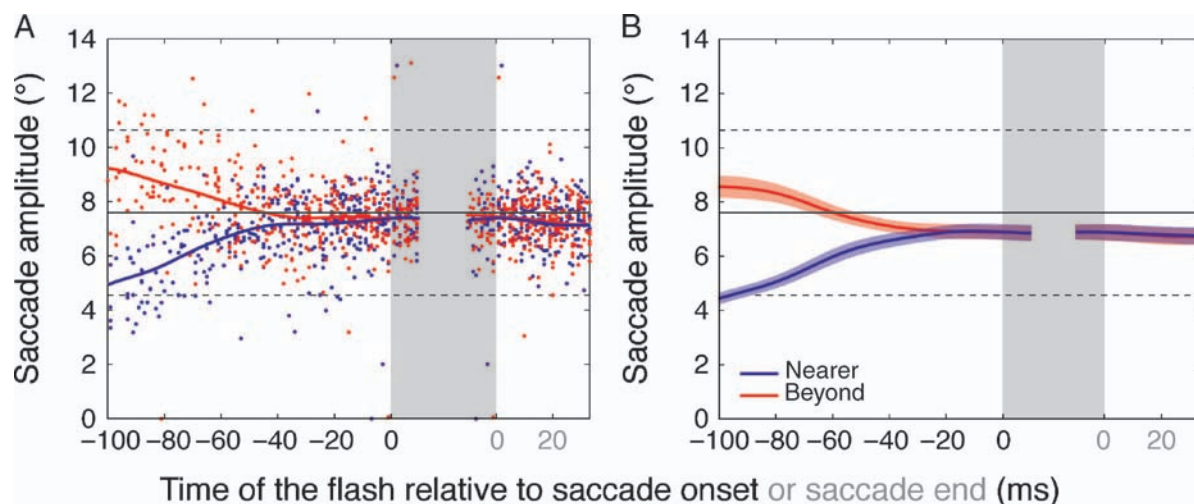 A
B
Saccade amplitude (°)
14
12
10
8
6
4
2
0
−100 −80 −60 −40 −20 0 0 20
Saccade amplitude (°)
14
12
10
8
6
4
2
0
Nearer
Beyond
−100 −80 −60 −40 −20 0 0 20
Time of the flash relative to saccade onset or saccade end (ms)